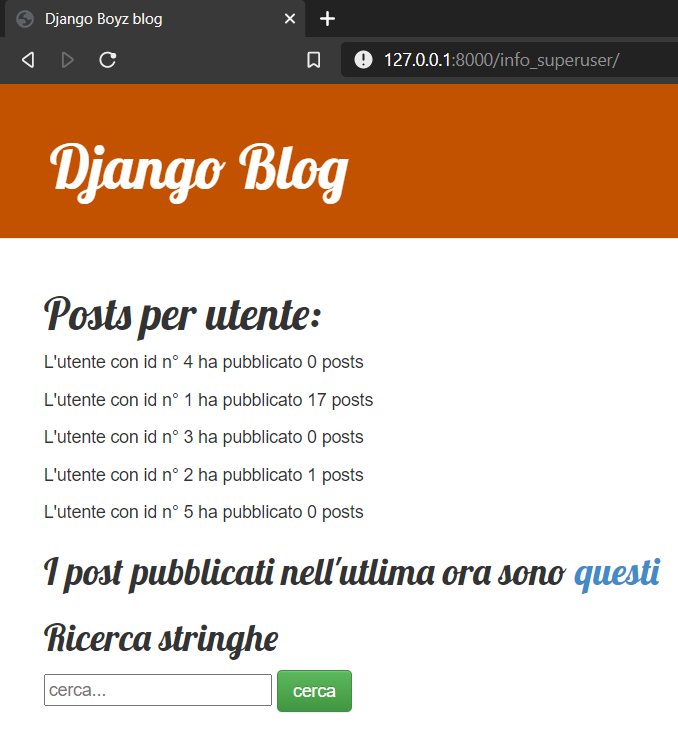 Django Boyz blog
127.0.0.1:8000/info_superuser/
Django Blog
Posts per utente:
L'utente con id n° 4 ha pubblicato 0 posts
L'utente con id n° 1 ha pubblicato 17 posts
L'utente con id n° 3 ha pubblicato 0 posts
L'utente con id n° 2 ha pubblicato 1 posts
L'utente con id n° 5 ha pubblicato 0 posts
I post pubblicati nell'utlima ora sono questi
Ricerca stringhe
cerca... cerca